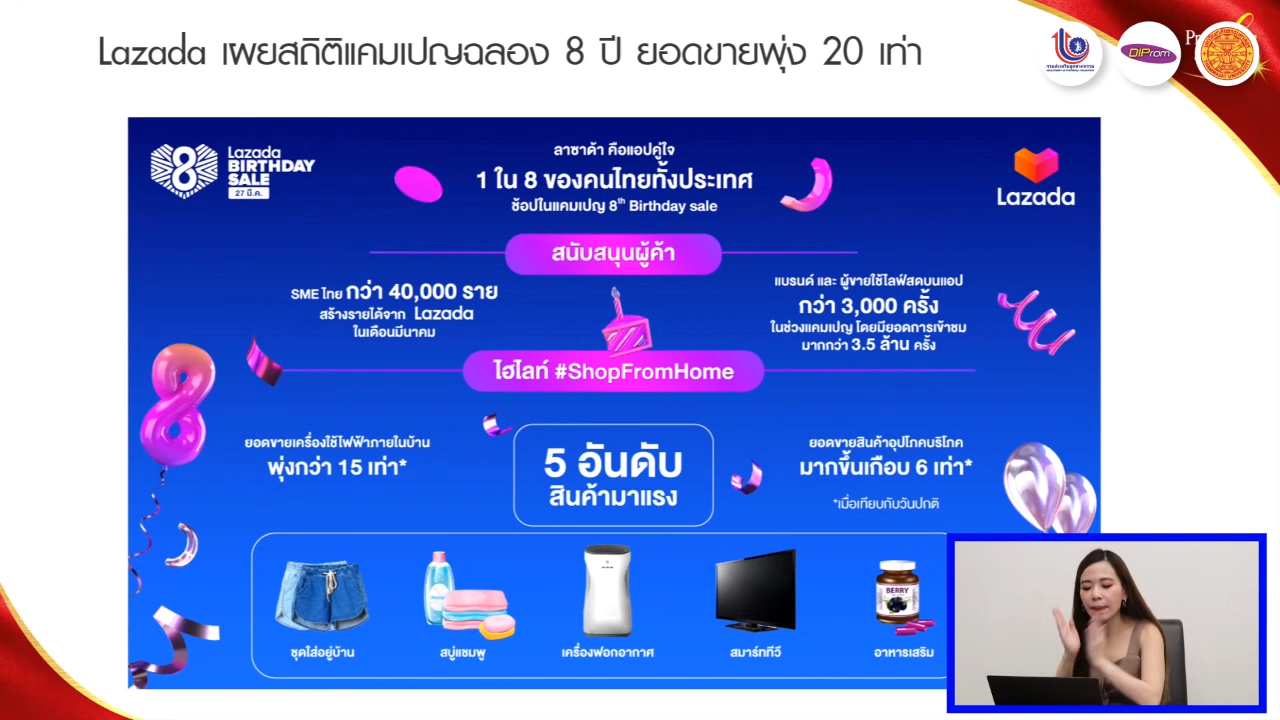 Lazada เผยสถิติแคมเปญฉลอง 8 ปี ยอดขายพุ่ง 20 เท่า
DIProm
8
Lazada
BIRTHDAY
SALE
27 มี.ค.
ลาซาด้า คือแอปคู่ใจ
1 ใน 8 ของคนไทยทั้งประเทศ
ช้อปในแคมเปญ 8th Birthday sale
Lazada
สนับสนุนผู้ค้า
SME ไทย กว่า 40,000 ราย
สร้างรายได้จาก Lazada
ในเดือนมีนาคม
แบรนด์ และ ผู้ขายใช้ไลฟ์สดบนแอป
กว่า 3,000 ครั้ง
ในช่วงแคมเปญ โดยมียอดการเข้าชม
มากกว่า 3.5 ล้าน ครั้ง
ไฮไลท์ #ShopFromHome
ยอดขายเครื่องใช้ไฟฟ้าภายในบ้าน
พุ่งกว่า 15 เท่า*
5 อันดับ
สินค้ามาแรง
ยอดขายสินค้าอุปโภคบริโภค
มากขึ้นเกือบ 6 เท่า*
*เมื่อเทียบกับวันปกติ
BERRY
ชุดใส่อยู่บ้าน
สบู่แชมพู
เครื่องฟอกอากาศ
สมาร์ททีวี
อาหารเสริม